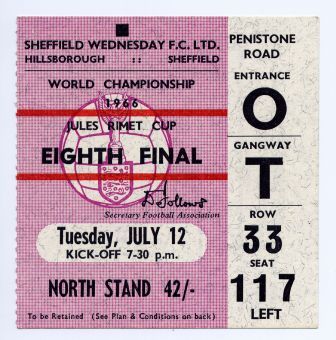 SHEFFIELD WEDNESDAY F.C. LTD.
HILLSBOROUGH :: SHEFFIELD
WORLD CHAMPIONSHIP
1966
JULES RIMET CUP
EIGHTH FINAL
D Follows
Secretary Football Association
Tuesday, JULY 12
KICK-OFF 7-30 p.m.
NORTH STAND 42/-
To be Retained (See Plan & Conditions on back)
PENISTONE
ROAD
ENTRANCE
O
GANGWAY
T
ROW
33
SEAT
117
LEFT